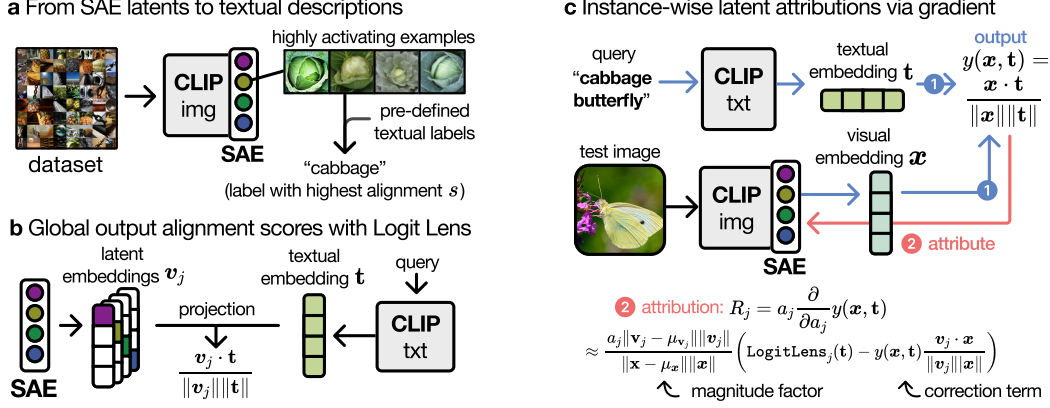 a From SAE latents to textual descriptions
highly activating examples
CLIP
img
SAE
dataset
pre-defined
textual labels
"cabbage"
(label with highest alignment s)
b Global output alignment scores with Logit Lens
latent
embeddings v_j
textual
embedding t
query
projection
CLIP
txt
v_j · t
‖v_j‖‖t‖
SAE
c Instance-wise latent attributions via gradient
query
"cabbage
butterfly"
CLIP
txt
textual
embedding t
1
output
y(x, t) =
x · t
‖x‖‖t‖
test image
CLIP
img
SAE
visual
embedding x
1
2 attribute
2 attribution: R_j = a_j ∂/∂a_j y(x, t)
≈ a_j‖v_j − μ_{v_j}‖‖v_j‖ / ‖x − μ_x‖‖x‖ ( LogitLens_j(t) − y(x, t) v_j · x / ‖v_j‖|x‖ )
magnitude factor
correction term